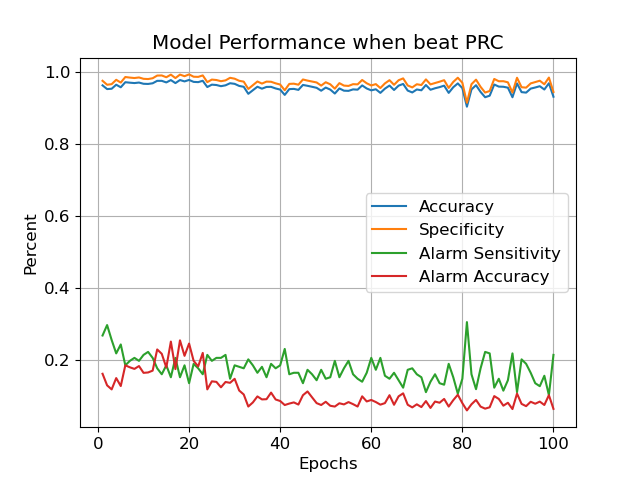 Model Performance when beat PRC
1.0
0.8
0.6
0.4
0.2
Percent
Accuracy
Specificity
Alarm Sensitivity
Alarm Accuracy
0 20 40 60 80 100
Epochs